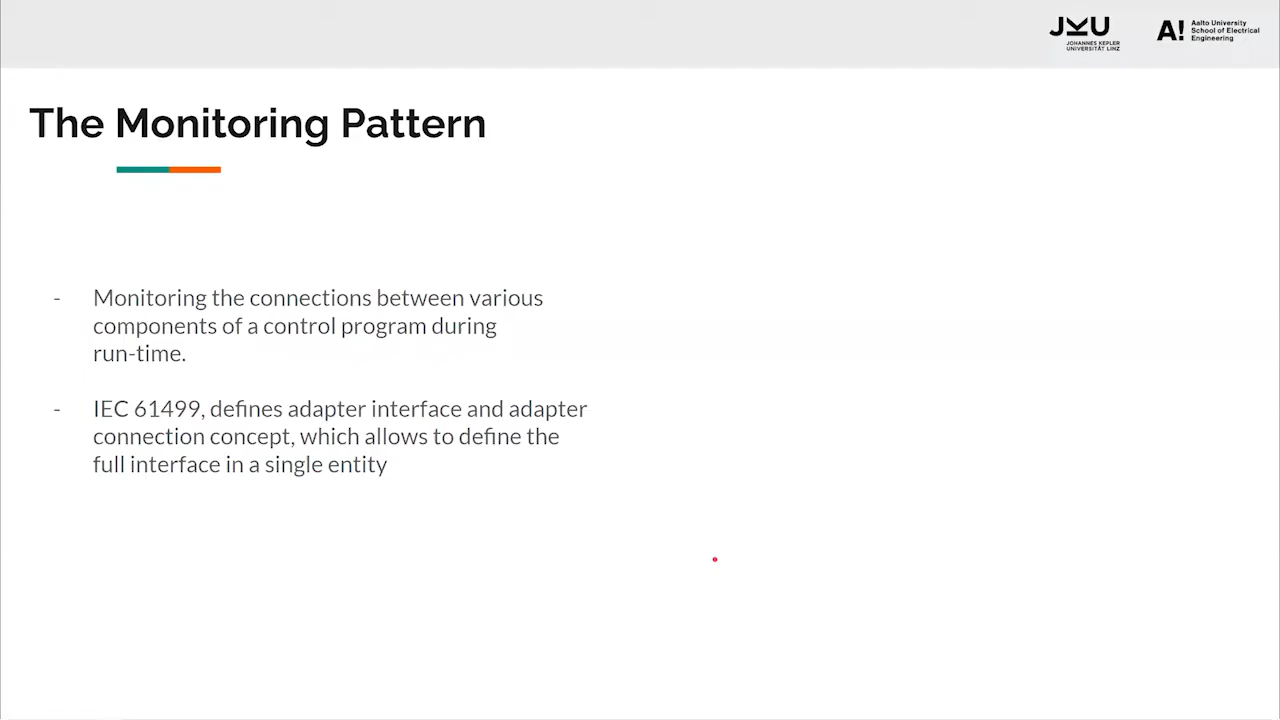 JKU
JOHANNES KEPLER
UNIVERSITÄT LINZ
A!
Aalto University
School of Electrical
Engineering
The Monitoring Pattern
- Monitoring the connections between various
components of a control program during
run-time.
- IEC 61499, defines adapter interface and adapter
connection concept, which allows to define the
full interface in a single entity